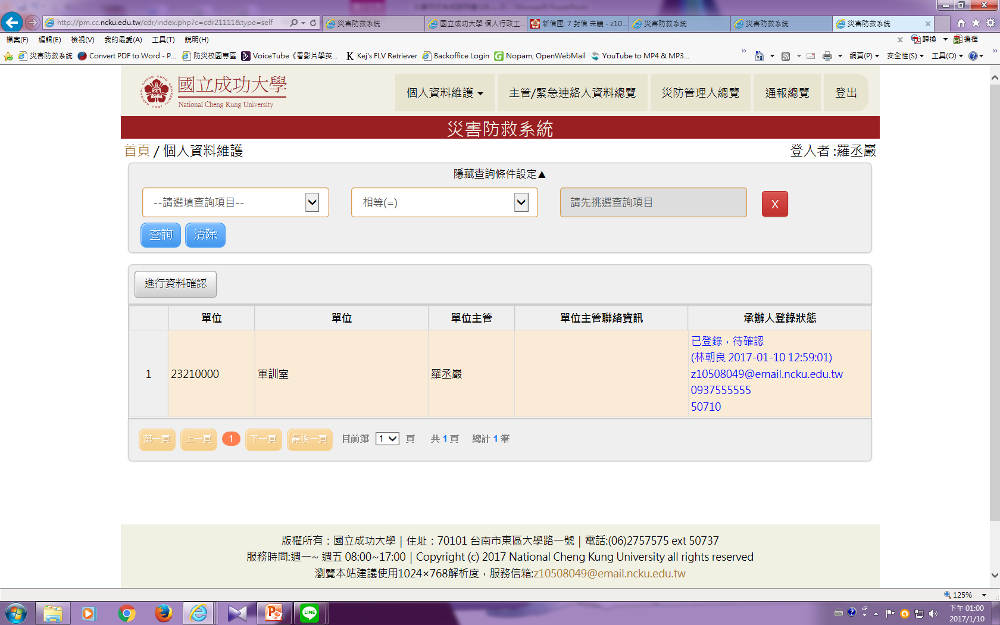 http://pm.cc.ncku.edu.tw/cdr/index.php?c=cdr21111&type=self
災害防救系統
國立成功大學 個人行政工...
新信匣: 7 封信 未讀 - z10...
災害防救系統
災害防救系統
災害防救系統
檔案(F) 編輯(E) 檢視(V) 我的最愛(A) 工具(T) 說明(H)
x 轉換 選擇
災害防救系統 Convert PDF to Word - P... 防災校園專區 VoiceTube《看影片學英... Kej's FLV Retriever Backoffice Login Nopam, OpenWebMail YouTube to MP4 & MP3...
網頁(P) 安全性(S) 工具(O)
國立成功大學
National Cheng Kung University
個人資料維護 主管/緊急連絡人資料總覽 災防管理人總覽 通報總覽 登出
災害防救系統
首頁 / 個人資料維護
登入者 :羅丞巖
隱藏查詢條件設定▲
--請選填查詢項目-- 相等(=) 請先挑選查詢項目 X
查詢 清除
進行資料確認
單位 單位 單位主管 單位主管聯絡資訊 承辦人登錄狀態
1 23210000 軍訓室 羅丞巖
已登錄，待確認
(林朝良 2017-01-10 12:59:01)
z10508049@email.ncku.edu.tw
0937555555
50710
第一頁 上一頁 1 下一頁 最後一頁 目前第 1 頁 共 1 頁 總計 1 筆
版權所有：國立成功大學 | 住址：70101 台南市東區大學路一號 | 電話:(06)2757575 ext 50737
服務時間:週一~ 週五 08:00~17:00 | Copyright (c) 2017 National Cheng Kung University all rights reserved
瀏覽本站建議使用1024×768解析度，服務信箱:z10508049@email.ncku.edu.tw
125%
LINE
下午 01:00
2017/1/10